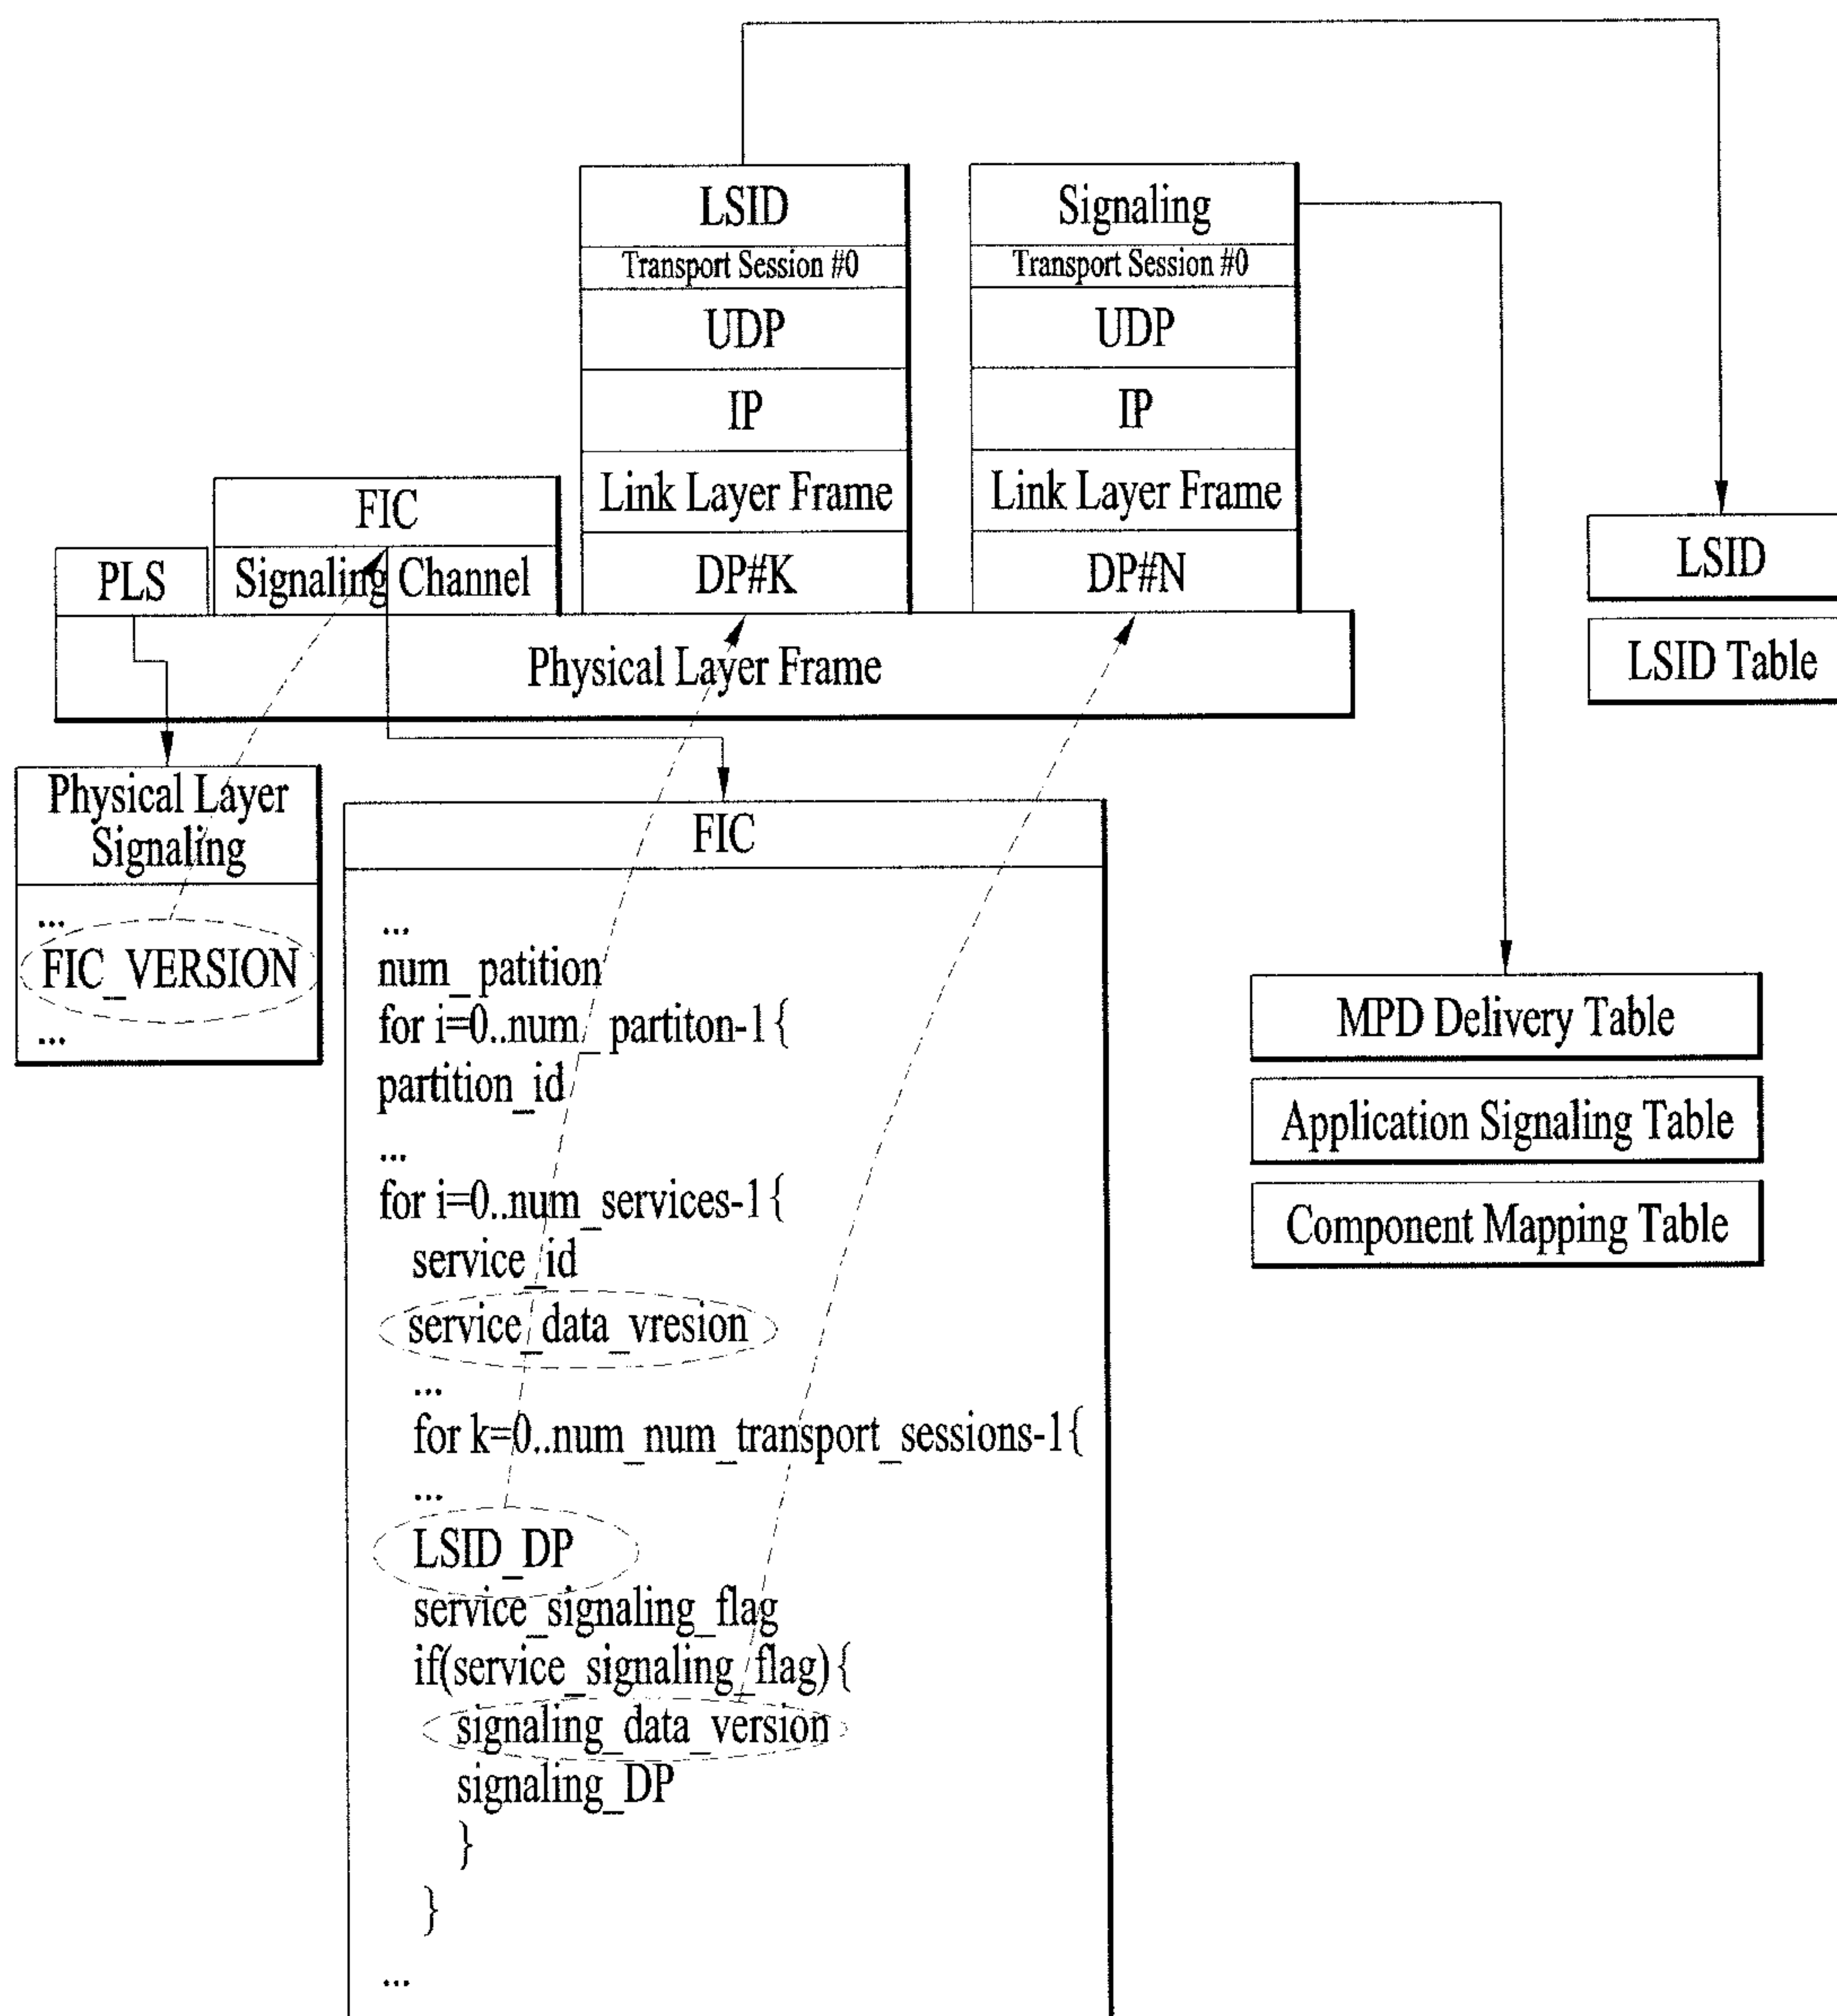 LSID
Transport Session #0
UDP
IP
Link Layer Frame
DP#K
Signaling
Transport Session #0
UDP
IP
Link Layer Frame
DP#N
FIC
Signaling Channel
PLS
Physical Layer Frame
LSID
LSID Table
Physical Layer
Signaling
...
FIC_VERSION
...
FIC
...
num_patition
for i=0..num_partiton-1{
partition_id
...
for i=0..num_services-1{
service_id
service_data_vresion
...
for k=0..num_num_transport_sessions-1{
...
LSID_DP
service_signaling_flag
if(service_signaling_flag){
signaling_data_version
signaling_DP
}
}
...
MPD Delivery Table
Application Signaling Table
Component Mapping Table